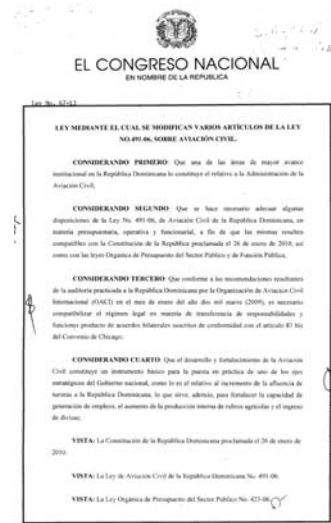 EL CONGRESO NACIONAL
EN NOMBRE DE LA REPUBLICA
Ley No. 67-13
LEY MEDIANTE EL CUAL SE MODIFICAN VARIOS ARTÍCULOS DE LA LEY
NO.491-06, SOBRE AVIACIÓN CIVIL.
CONSIDERANDO PRIMERO: Que una de las áreas de mayor avance
institucional en la República Dominicana lo constituye el relativo a la Administración de la
Aviación Civil;
CONSIDERANDO SEGUNDO: Que se hace necesario adecuar algunas
disposiciones de la Ley No. 491-06, de Aviación Civil de la República Dominicana, en
materia presupuestaria, operativa y funcionarial, a fin de que las mismas resulten
compatibles con la Constitución de la República proclamada el 26 de enero de 2010; así
como con las leyes Orgánica de Presupuesto del Sector Público y de Función Pública;
CONSIDERANDO TERCERO: Que conforme a las recomendaciones resultantes
de la auditoría practicada a la República Dominicana por la Organización de Aviación Civil
Internacional (OACI) en el mes de enero del año dos mil nueve (2009), es necesario
compatibilizar el régimen legal en materia de transferencia de responsabilidades y
funciones producto de acuerdos bilaterales suscritos de conformidad con el artículo 83 bis
del Convenio de Chicago;
CONSIDERANDO CUARTO: Que el desarrollo y fortalecimiento de la Aviación
Civil constituye un instrumento básico para la puesta en práctica de uno de los ejes
estratégicos del Gobierno nacional, como lo es el relativo al incremento de la afluencia de
turistas a la República Dominicana, lo que sirve, además, para fortalecer la capacidad de
generación de empleos, el aumento de la producción interna de rubros agrícolas y el ingreso
de divisas;
VISTA: La Constitución de la República Dominicana proclamada el 26 de enero de
2010;
VISTA: La Ley de Aviación Civil de la República Dominicana No. 491-06.
VISTA: La Ley Orgánica de Presupuesto del Sector Público No. 423-06